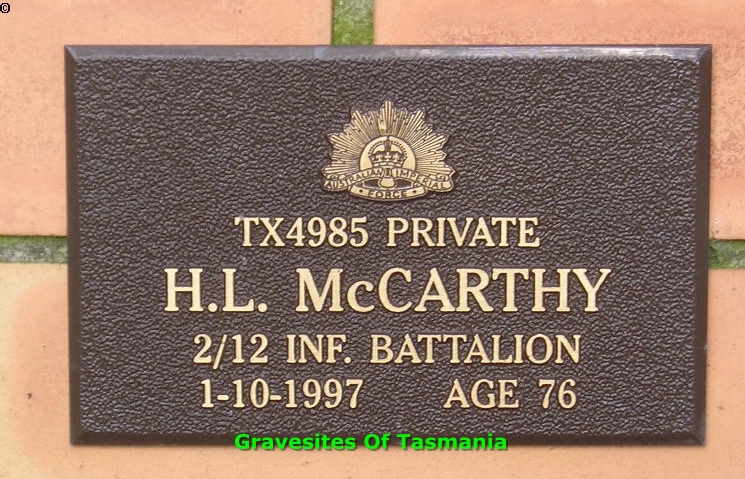 ©
AUSTRALIAN IMPERIAL
FORCE
TX4985 PRIVATE
H.L. McCARTHY
2/12 INF. BATTALION
1-10-1997 AGE 76
Gravesites Of Tasmania